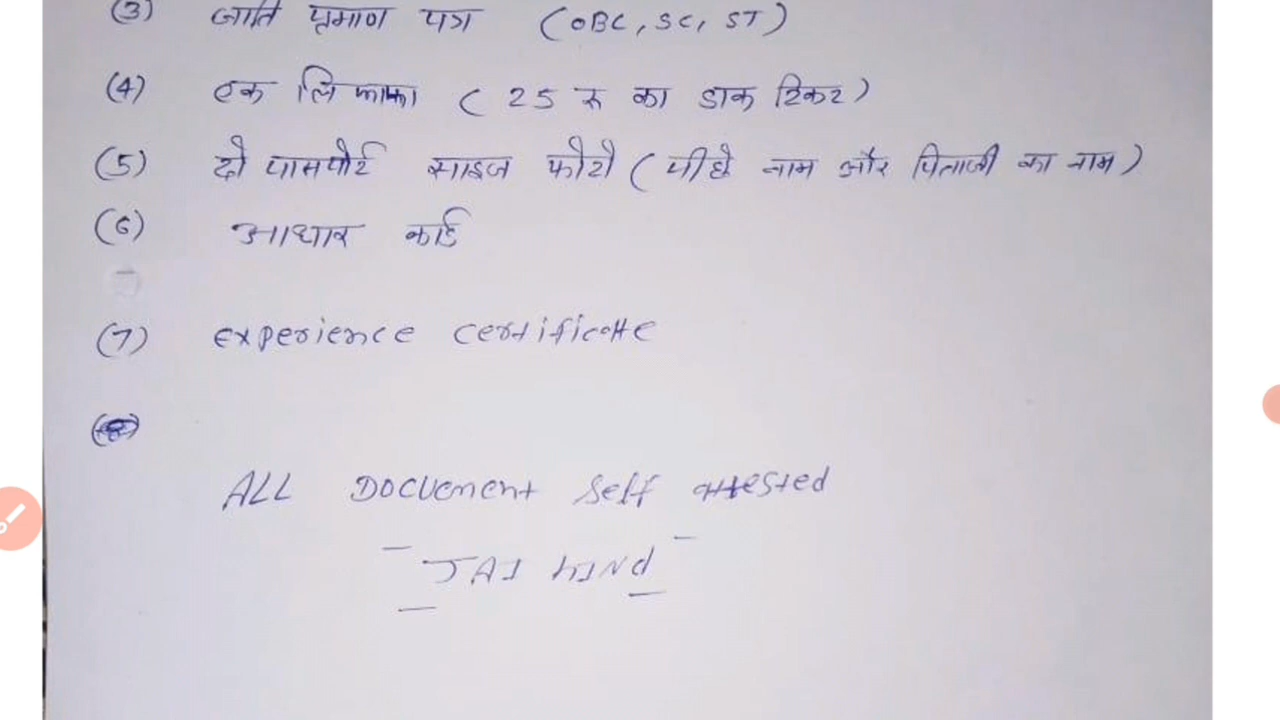 (3) जाति प्रमाण पत्र (OBC, SC, ST)
(4) एक लिफाफा (25 रू का डाक टिकट)
(5) दो पासपोर्ट साइज फोटो (पीछे नाम और पिताजी का नाम)
(6) आधार कार्ड
(7) experience certificate
ALL DOCUEMENT Self attested
JAI HINd